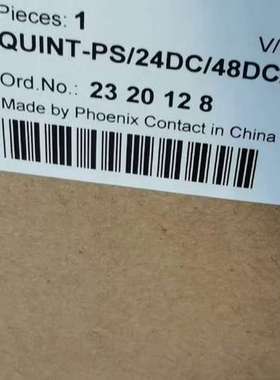 Pieces: 1
V/
QUINT-PS/24DC/48DC
Ord.No.: 23 20 12 8
Made by Phoenix Contact in China